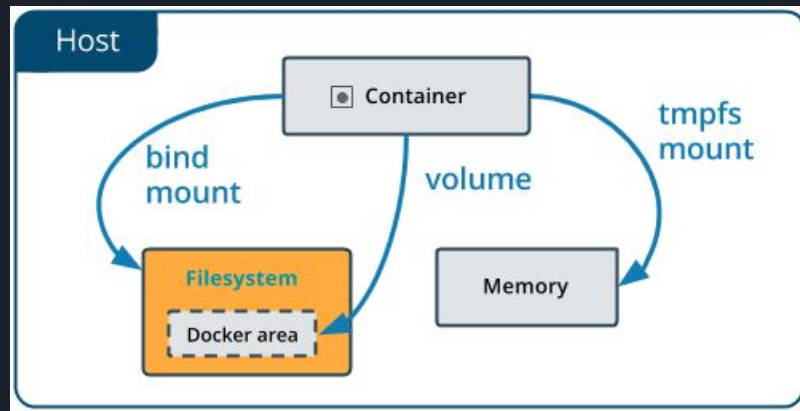 Host
Container
bind
mount
volume
tmpfs
mount
Filesystem
Docker area
Memory